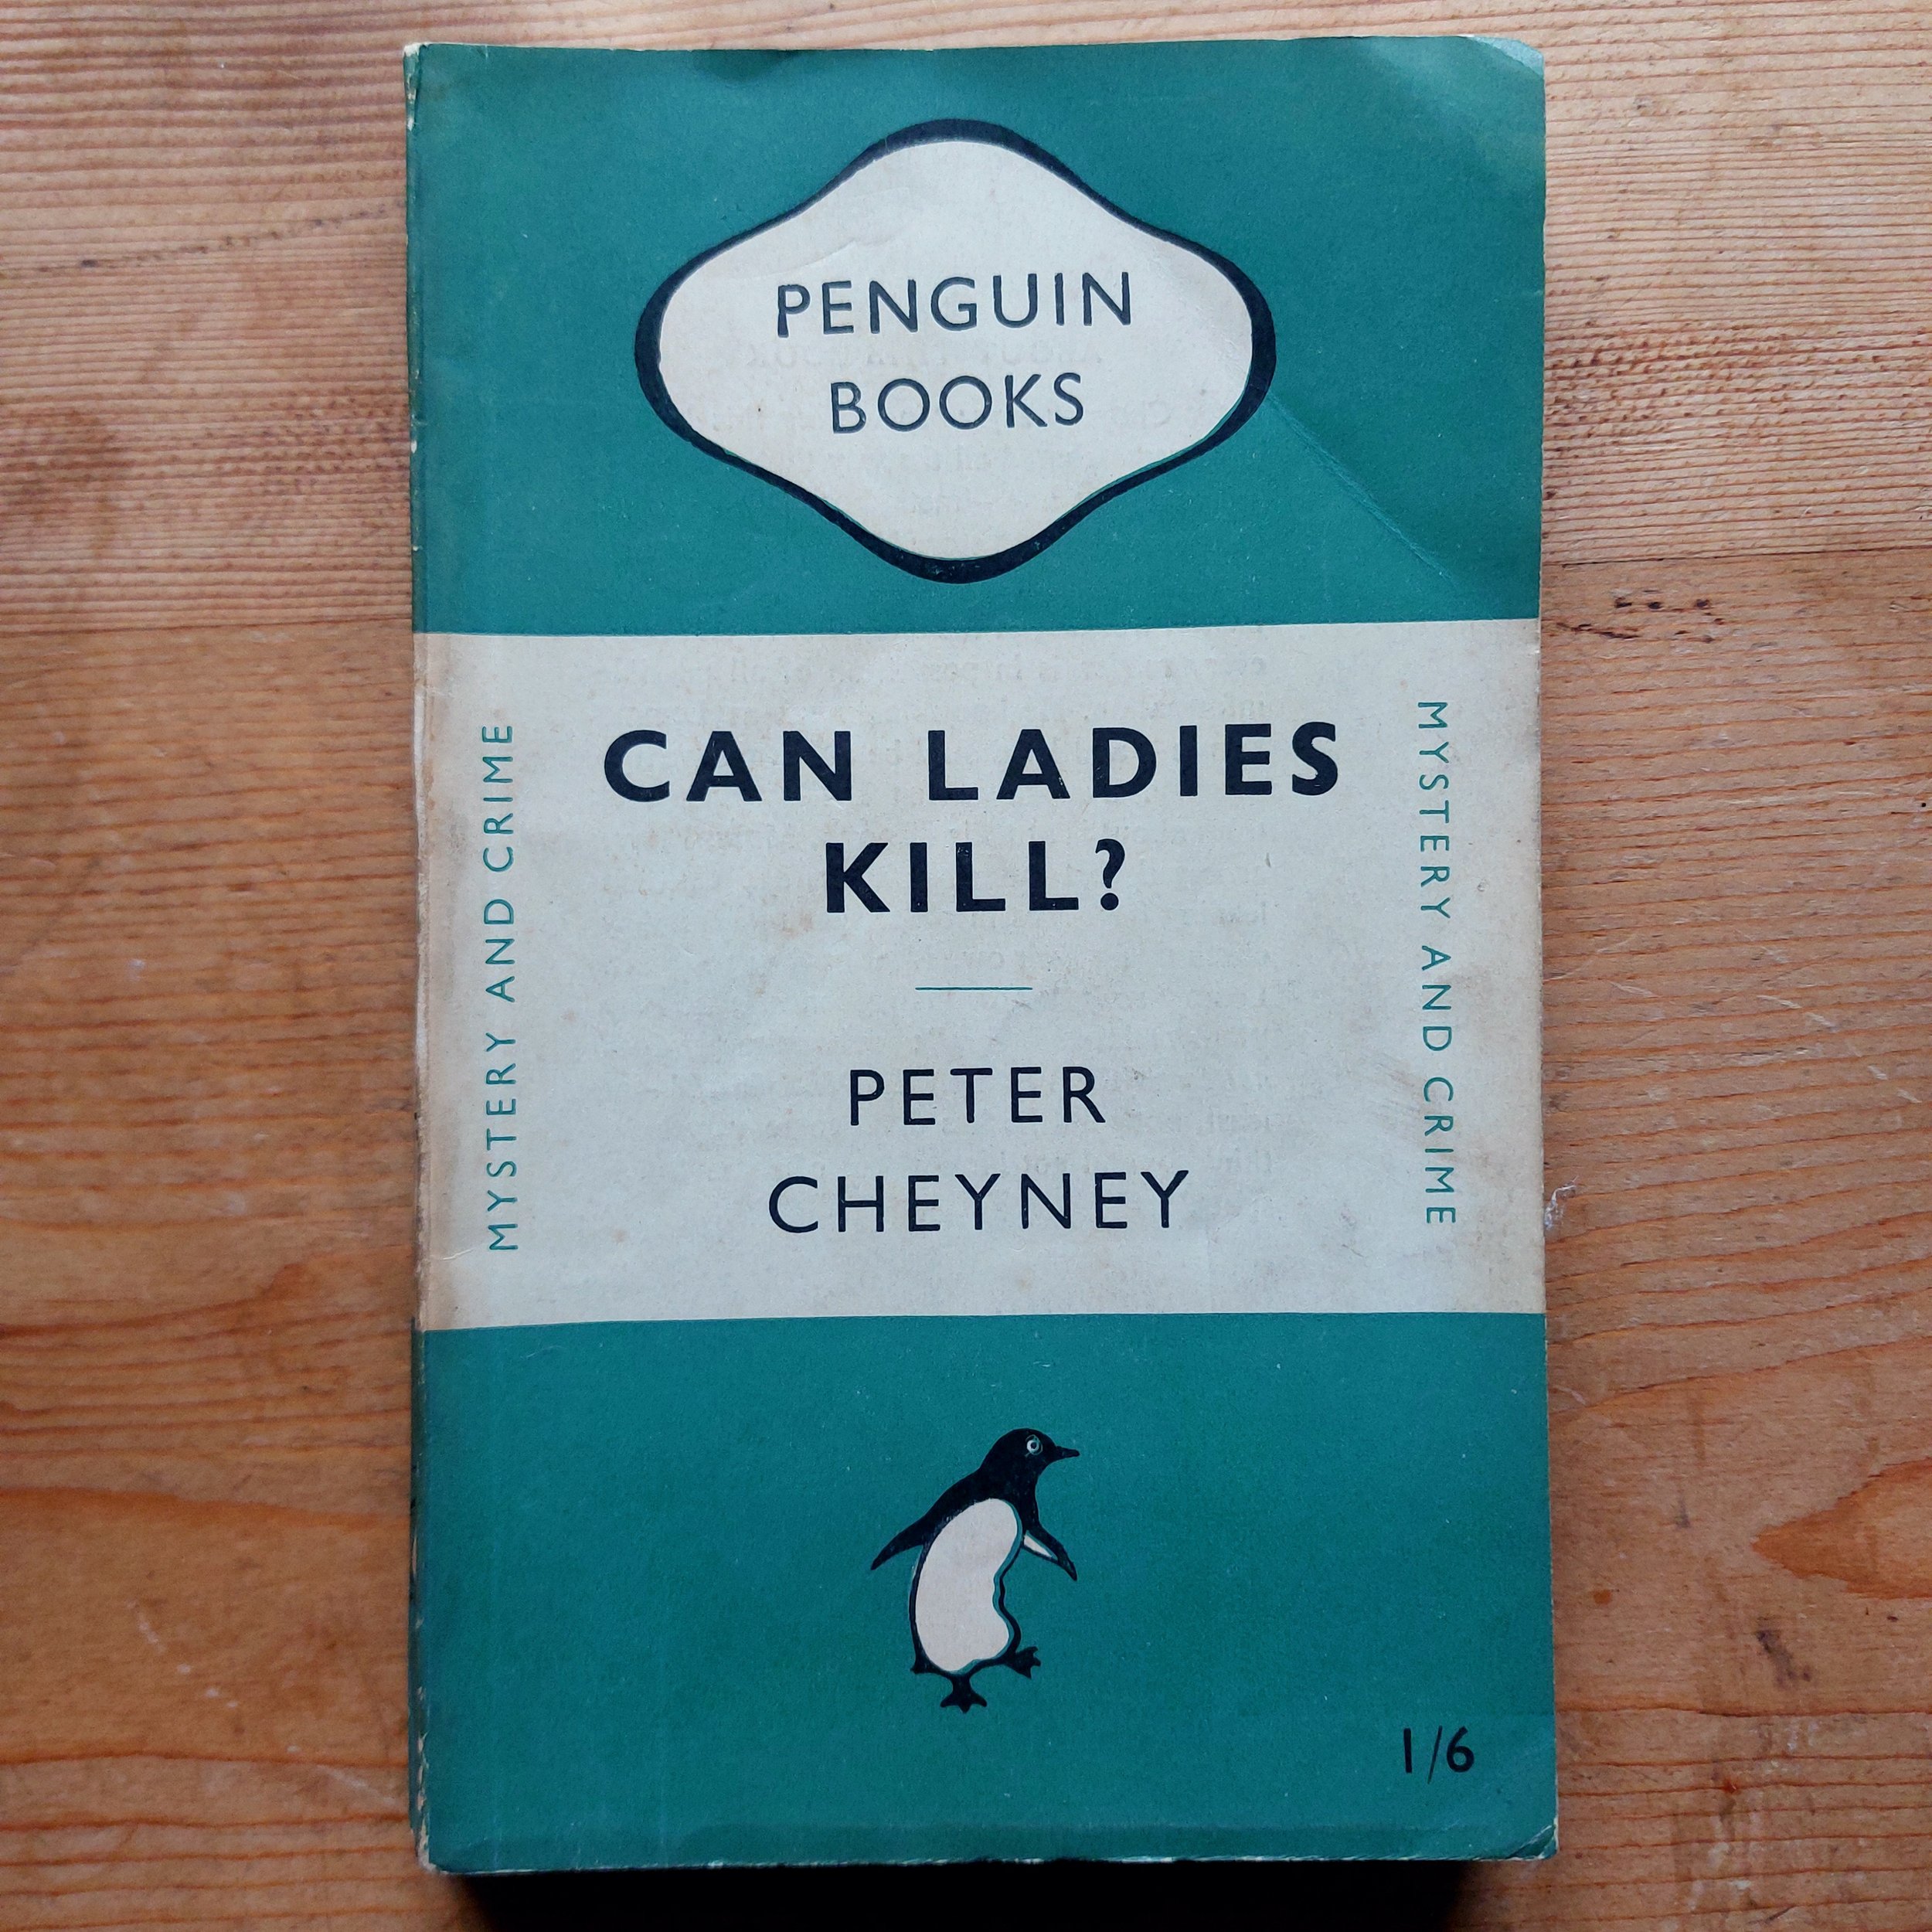 PENGUIN
BOOKS
CAN LADIES
KILL?
PETER
CHEYNEY
MYSTERY AND CRIME
MYSTERY AND CRIME
1/6